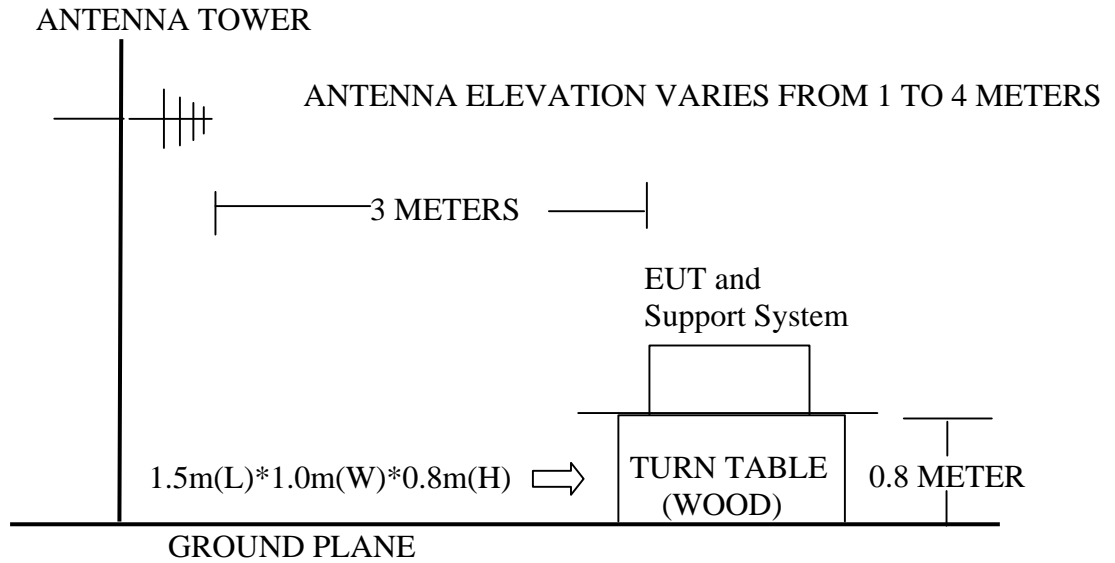 ANTENNA TOWER
ANTENNA ELEVATION VARIES FROM 1 TO 4 METERS
3 METERS
EUT and
Support System
1.5m(L)*1.0m(W)*0.8m(H)
TURN TABLE
(WOOD)
0.8 METER
GROUND PLANE